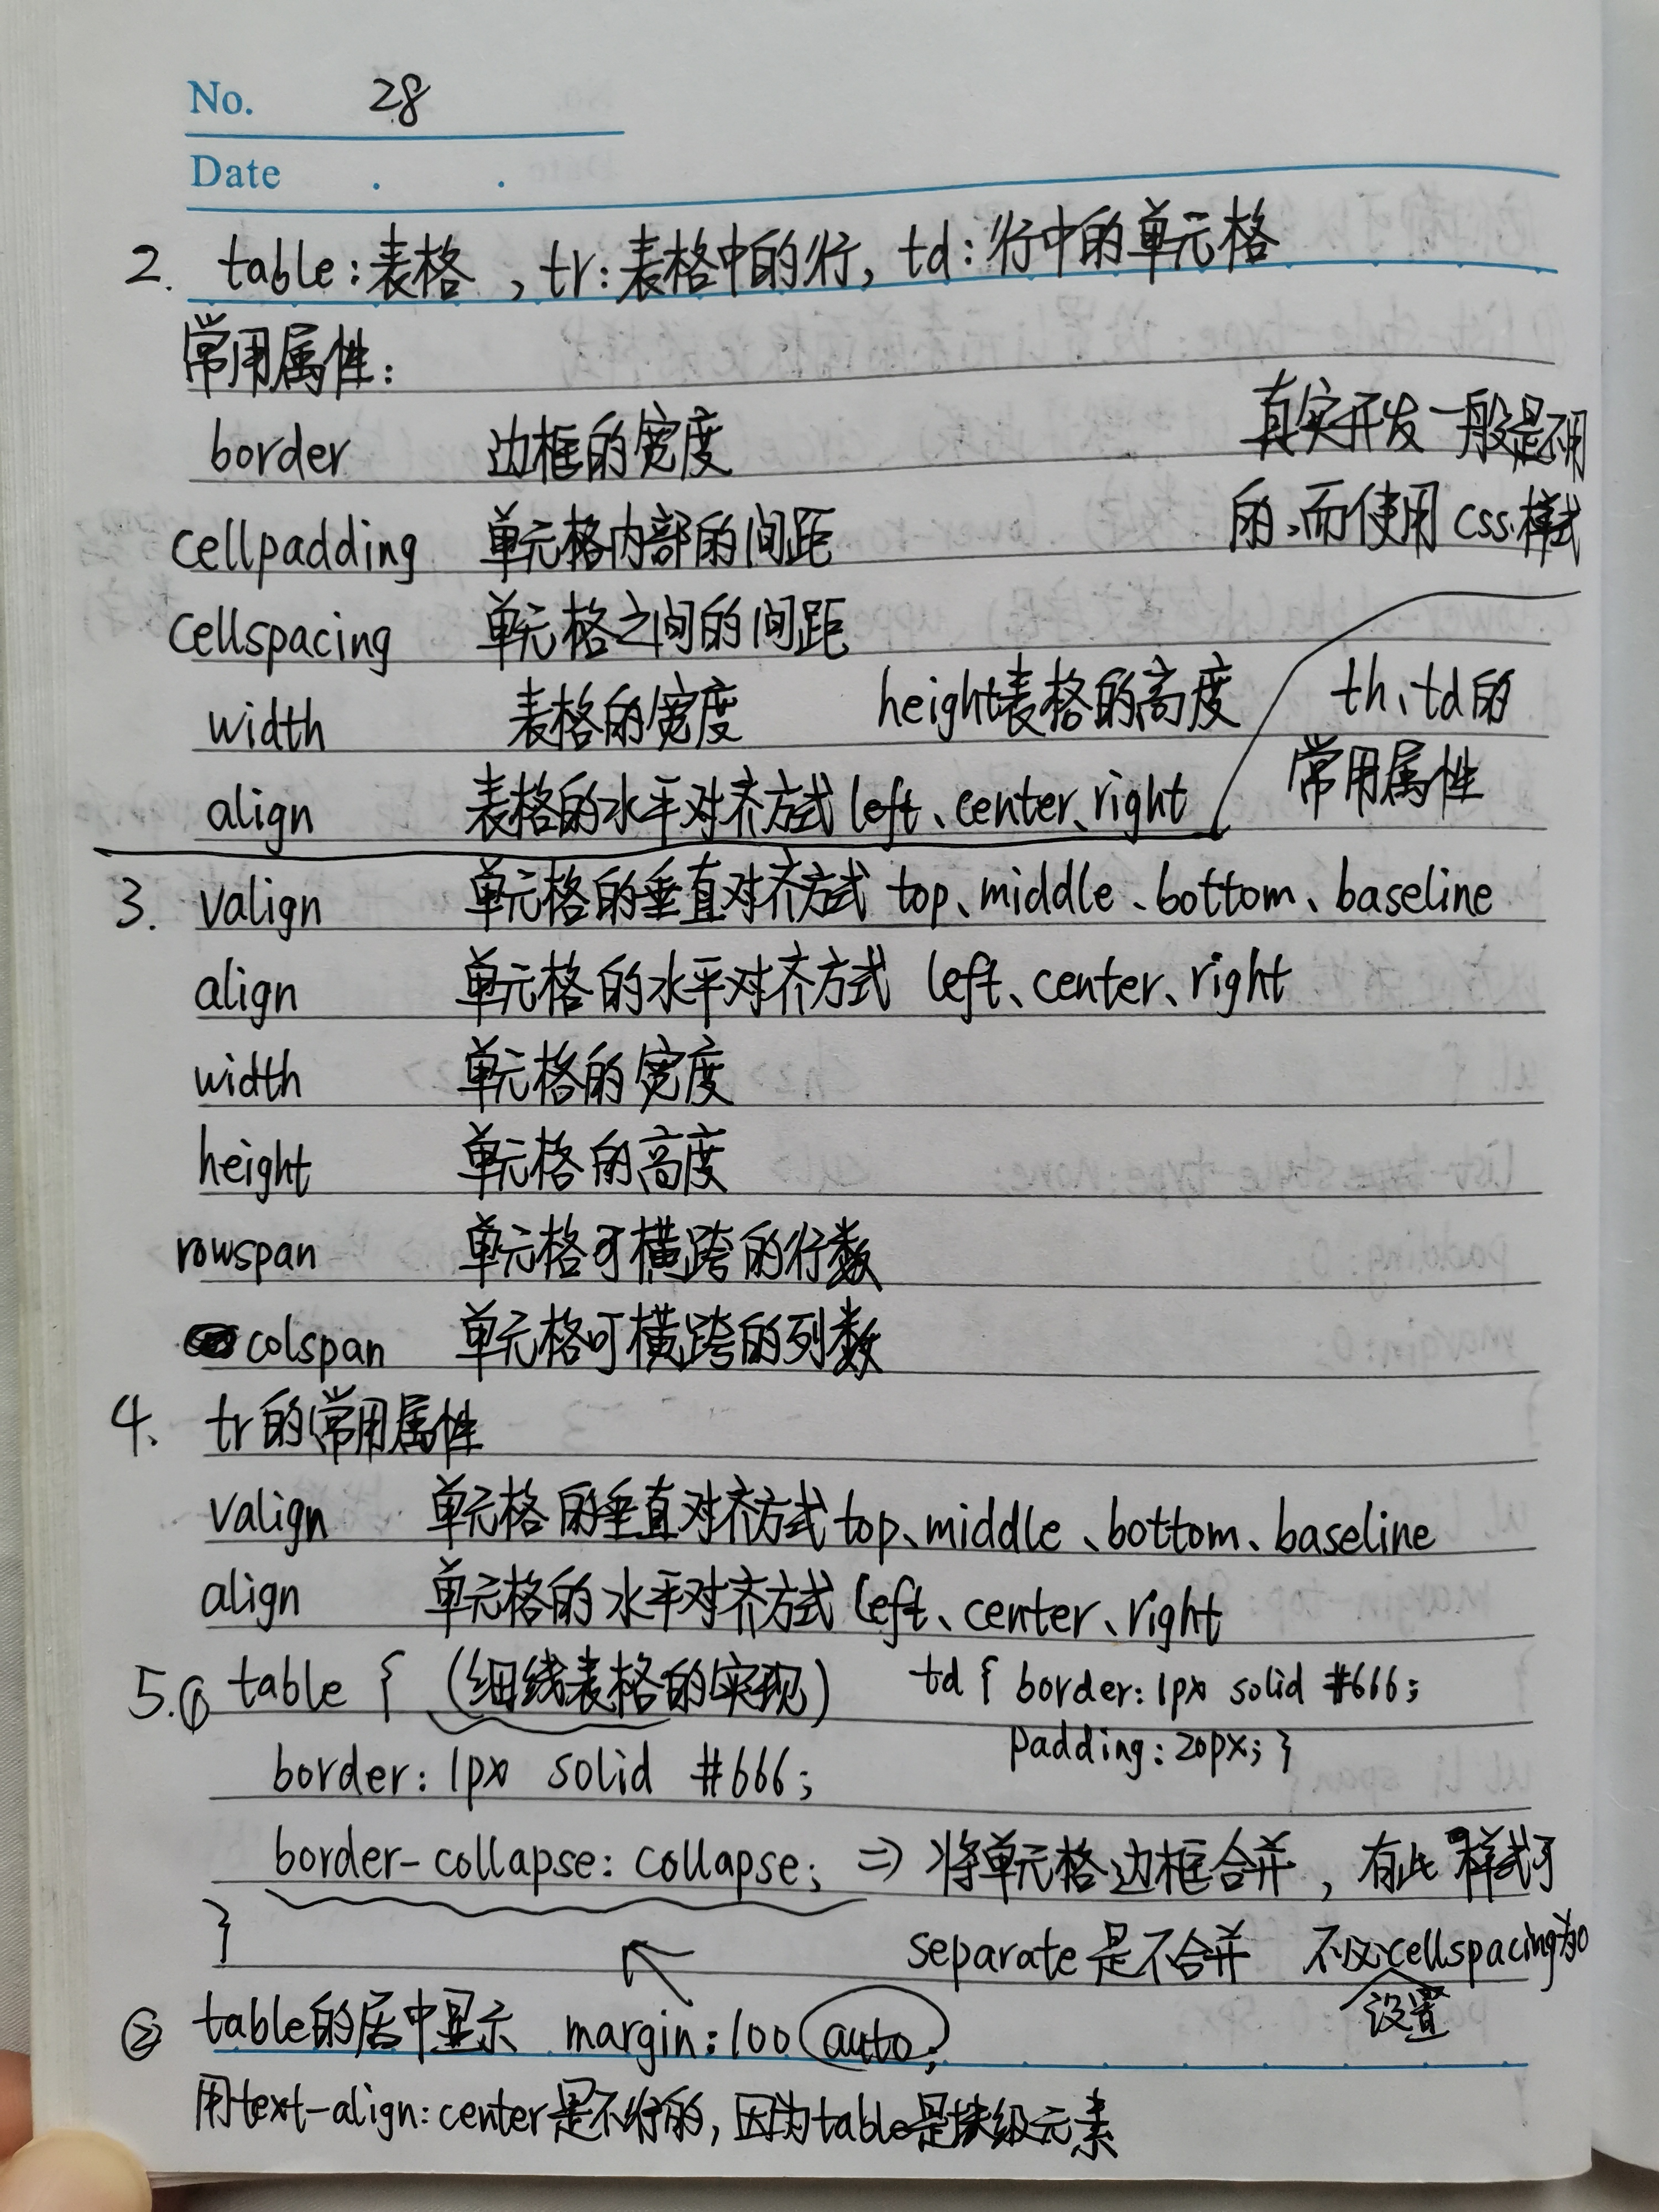 No. 28
Date . .
2. table:表格 ,tr:表格中的行, td:行中的单元格
常用属性:
border 边框的宽度
真实开发一般是不用
的,而使用css样式
cellpadding 单元格内部的间距
cellspacing 单元格之间的间距
width 表格的宽度 height表格的高度
align 表格的水平对齐方式 left、center、right
th、td的
常用属性
3. valign 单元格的垂直对齐方式 top、middle、bottom、baseline
align 单元格的水平对齐方式 left、center、right
width 单元格的宽度
height 单元格的高度
rowspan 单元格可横跨的行数
colspan 单元格可横跨的列数
4、 tr的常用属性
valign 单元格的垂直对齐方式 top、middle、bottom、baseline
align 单元格的水平对齐方式 left、center、right
5.① table { (细线表格的实现) td { border: 1px solid #666;
padding: 20px; }
border: 1px solid #666;
border-collapse: collapse; => 将单元格边框合并,有此样式了
} separate是不合并 不必设置cellspacing为0
② table的居中显示 margin:100 auto;
用text-align:center是不行的,因为table是块级元素